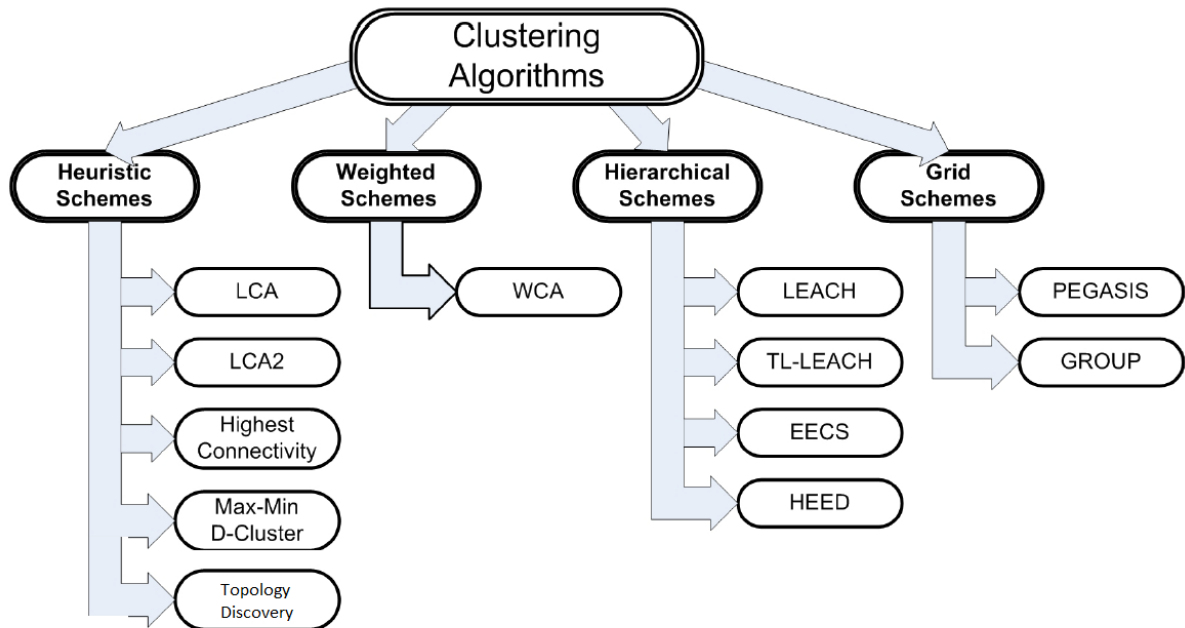 Clustering
Algorithms
Heuristic
Schemes
Weighted
Schemes
Hierarchical
Schemes
Grid
Schemes
LCA
LCA2
Highest
Connectivity
Max-Min
D-Cluster
Topology
Discovery
WCA
LEACH
TL-LEACH
EECS
HEED
PEGASIS
GROUP